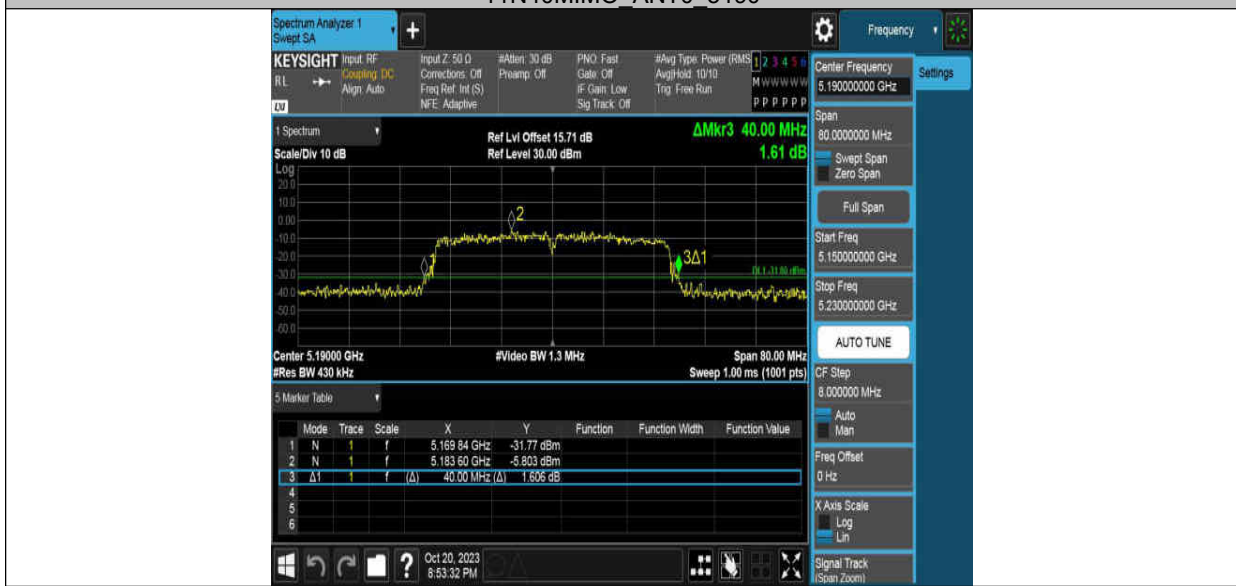 Spectrum Analyzer 1
Swept SA
+
Frequency
KEYSIGHT
RL
Input: RF
Coupling: DC
Align: Auto
Input Z: 50 Ω
Corrections: Off
Freq Ref: Int (S)
NFE: Adaptive
#Atten: 30 dB
Preamp: Off
PNO: Fast
Gate: Off
IF Gain: Low
Sig Track: Off
#Avg Type: Power (RMS
Avg|Hold: 10/10
Trig: Free Run
1 2 3 4 5 6
M W W W W W
P P P P P P
Center Frequency
5.190000000 GHz
Settings
Span
80.0000000 MHz
Swept Span
Zero Span
Full Span
Start Freq
5.150000000 GHz
Stop Freq
5.230000000 GHz
AUTO TUNE
CF Step
8.000000 MHz
Auto
Man
Freq Offset
0 Hz
X Axis Scale
Log
Lin
Signal Track
(Span Zoom)
1 Spectrum
Scale/Div 10 dB
Ref Lvl Offset 15.71 dB
Ref Level 30.00 dBm
ΔMkr3 40.00 MHz
1.61 dB
Log
20.0
10.0
0.00
-10.0
-20.0
-30.0
-40.0
-50.0
-60.0
1
2
3Δ1
DL1 -31.80 dBm
Center 5.19000 GHz
#Video BW 1.3 MHz
Span 80.00 MHz
#Res BW 430 kHz
Sweep 1.00 ms (1001 pts)
5 Marker Table
Mode Trace Scale X Y Function Function Width Function Value
1 N 1 f 5.169 84 GHz -31.77 dBm
2 N 1 f 5.183 60 GHz -5.803 dBm
3 Δ1 1 f (Δ) 40.00 MHz (Δ) 1.606 dB
4
5
6
?
Oct 20, 2023
8:53:32 PM